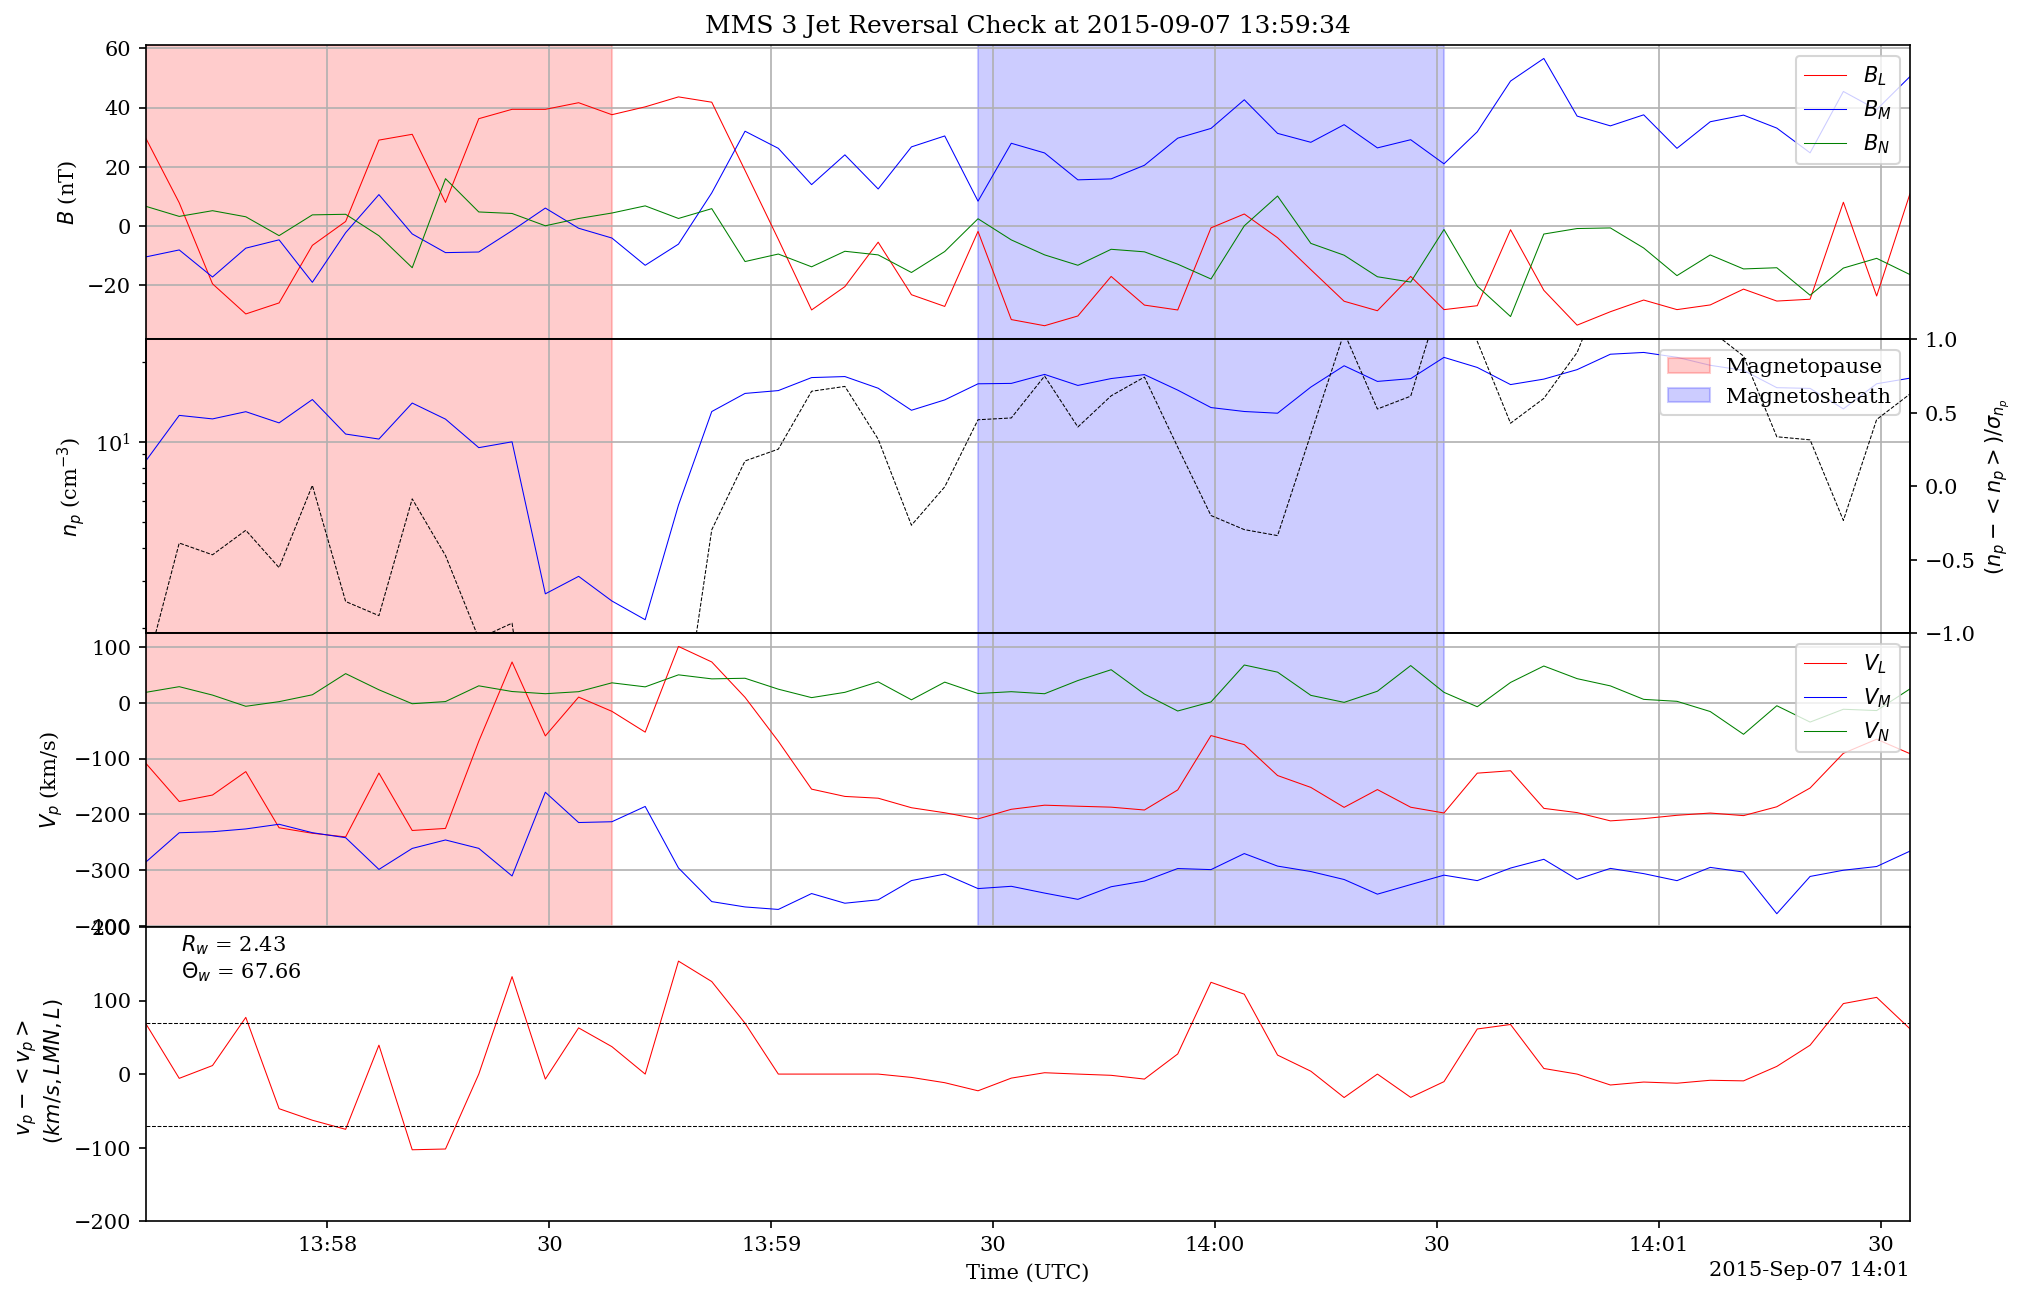 MMS 3 Jet Reversal Check at 2015-09-07 13:59:34
60
40
20
0
−20
B (nT)
B_L
B_M
B_N
10^1
n_p (cm^{−3})
Magnetopause
Magnetosheath
1.0
0.5
0.0
−0.5
−1.0
(n_p − < n_p >)/σ_{n_p}
100
0
−100
−200
−300
−400
V_p (km/s)
V_L
V_M
V_N
200
100
0
−100
−200
v_p − < v_p >
(km/s, LMN, L)
R_w = 2.43
Θ_w = 67.66
13:58
30
13:59
30
14:00
30
14:01
30
Time (UTC)
2015-Sep-07 14:01